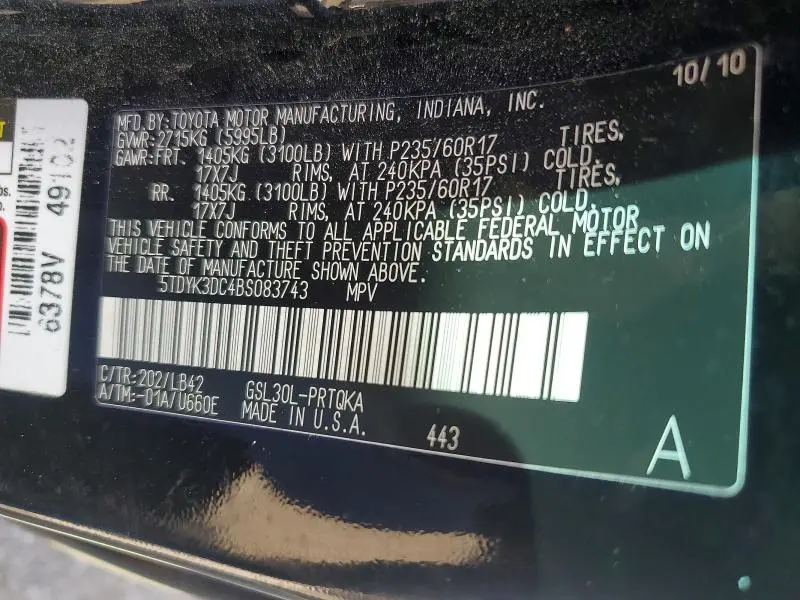 10/10
MFD.BY:TOYOTA MOTOR MANUFACTURING, INDIANA, INC.
GVWR:2715KG (5995LB)
GAWR:FRT. 1405KG (3100LB) WITH P235/60R17 TIRES,
17X7J RIMS, AT 240KPA (35PSI) COLD.
RR. 1405KG (3100LB) WITH P235/60R17 TIRES,
17X7J RIMS, AT 240KPA (35PSI) COLD.
THIS VEHICLE CONFORMS TO ALL APPLICABLE FEDERAL MOTOR
VEHICLE SAFETY AND THEFT PREVENTION STANDARDS IN EFFECT ON
THE DATE OF MANUFACTURE SHOWN ABOVE.
5TDYK3DC4BS083743 MPV
C/TR:202/LB42 GSL30L-PRTQKA
A/TM:-01A/U660E MADE IN U.S.A.
443
A
6378V 49102